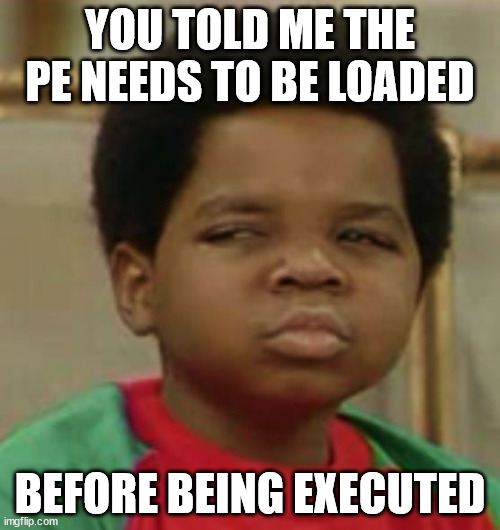 YOU TOLD ME THE
PE NEEDS TO BE LOADED
BEFORE BEING EXECUTED
imgflip.com